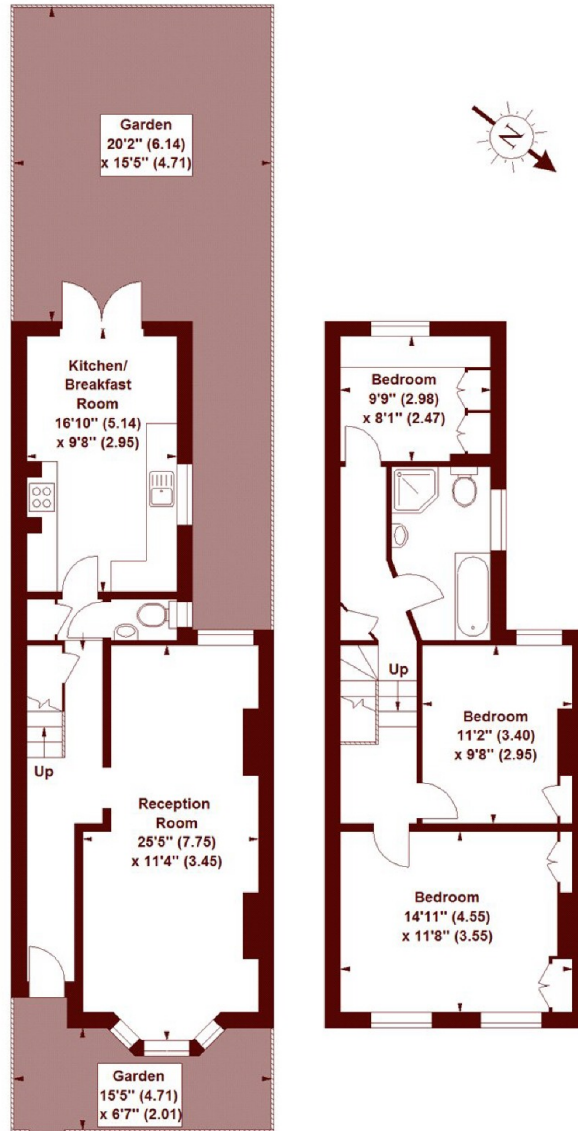 Garden
20'2" (6.14)
x 15'5" (4.71)
N
Kitchen/
Breakfast
Room
16'10" (5.14)
x 9'8" (2.95)
Up
Reception
Room
25'5" (7.75)
x 11'4" (3.45)
Garden
15'5" (4.71)
x 6'7" (2.01)
Bedroom
9'9" (2.98)
x 8'1" (2.47)
Up
Bedroom
11'2" (3.40)
x 9'8" (2.95)
Bedroom
14'11" (4.55)
x 11'8" (3.55)